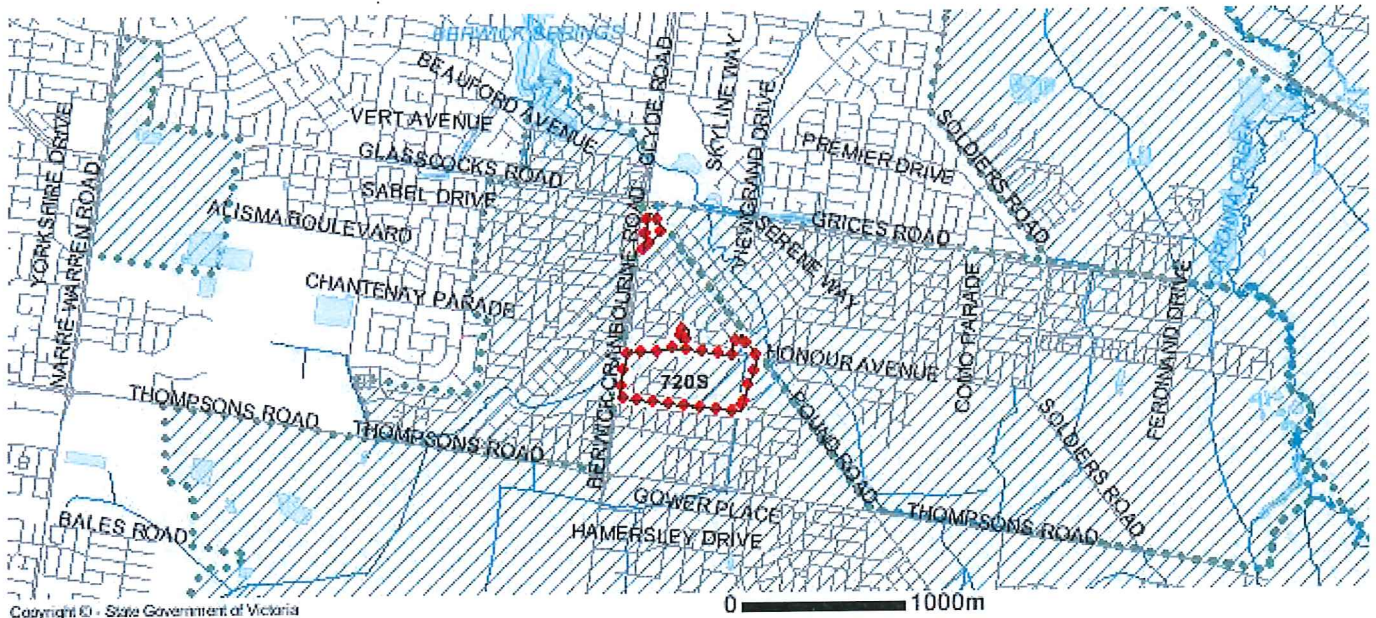 BERWICK SPRINGS
BEAUFORD AVENUE
VERT AVENUE
GLASSCOCKS ROAD
SABEL DRIVE
ALISMA BOULEVARD
CHANTENAY PARADE
YORKSHIRE DRIVE
NARRE WARREN ROAD
CLYDE ROAD
SKYLINE WAY
VIEWGRAND DRIVE
PREMIER DRIVE
SOLDIERS ROAD
GRICES ROAD
SERENE WAY
BERWICK-CRANBOURNE ROAD
720S
HONOUR AVENUE
COMO PARADE
FERDINAND DRIVE
SOLDIERS ROAD
POUND ROAD
THOMPSONS ROAD
THOMPSONS ROAD
THOMPSONS ROAD
GOWER PLACE
HAMERSLEY DRIVE
BALES ROAD
Copyright © - State Government of Victoria
0 1000m